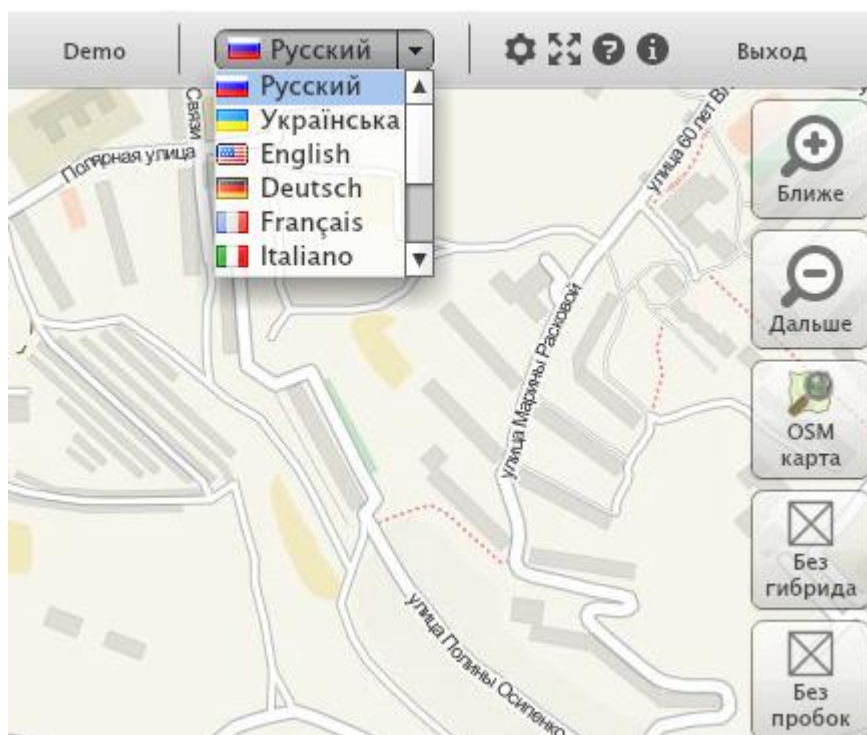 Demo
Русский
Выход
Русский
Українська
English
Deutsch
Français
Italiano
Связи
Полярная улица
улица 60 лет
Ближе
Дальше
улица Марины Расковой
OSM
карта
Без
гибрида
улица Полины Осипенко
Без
пробок